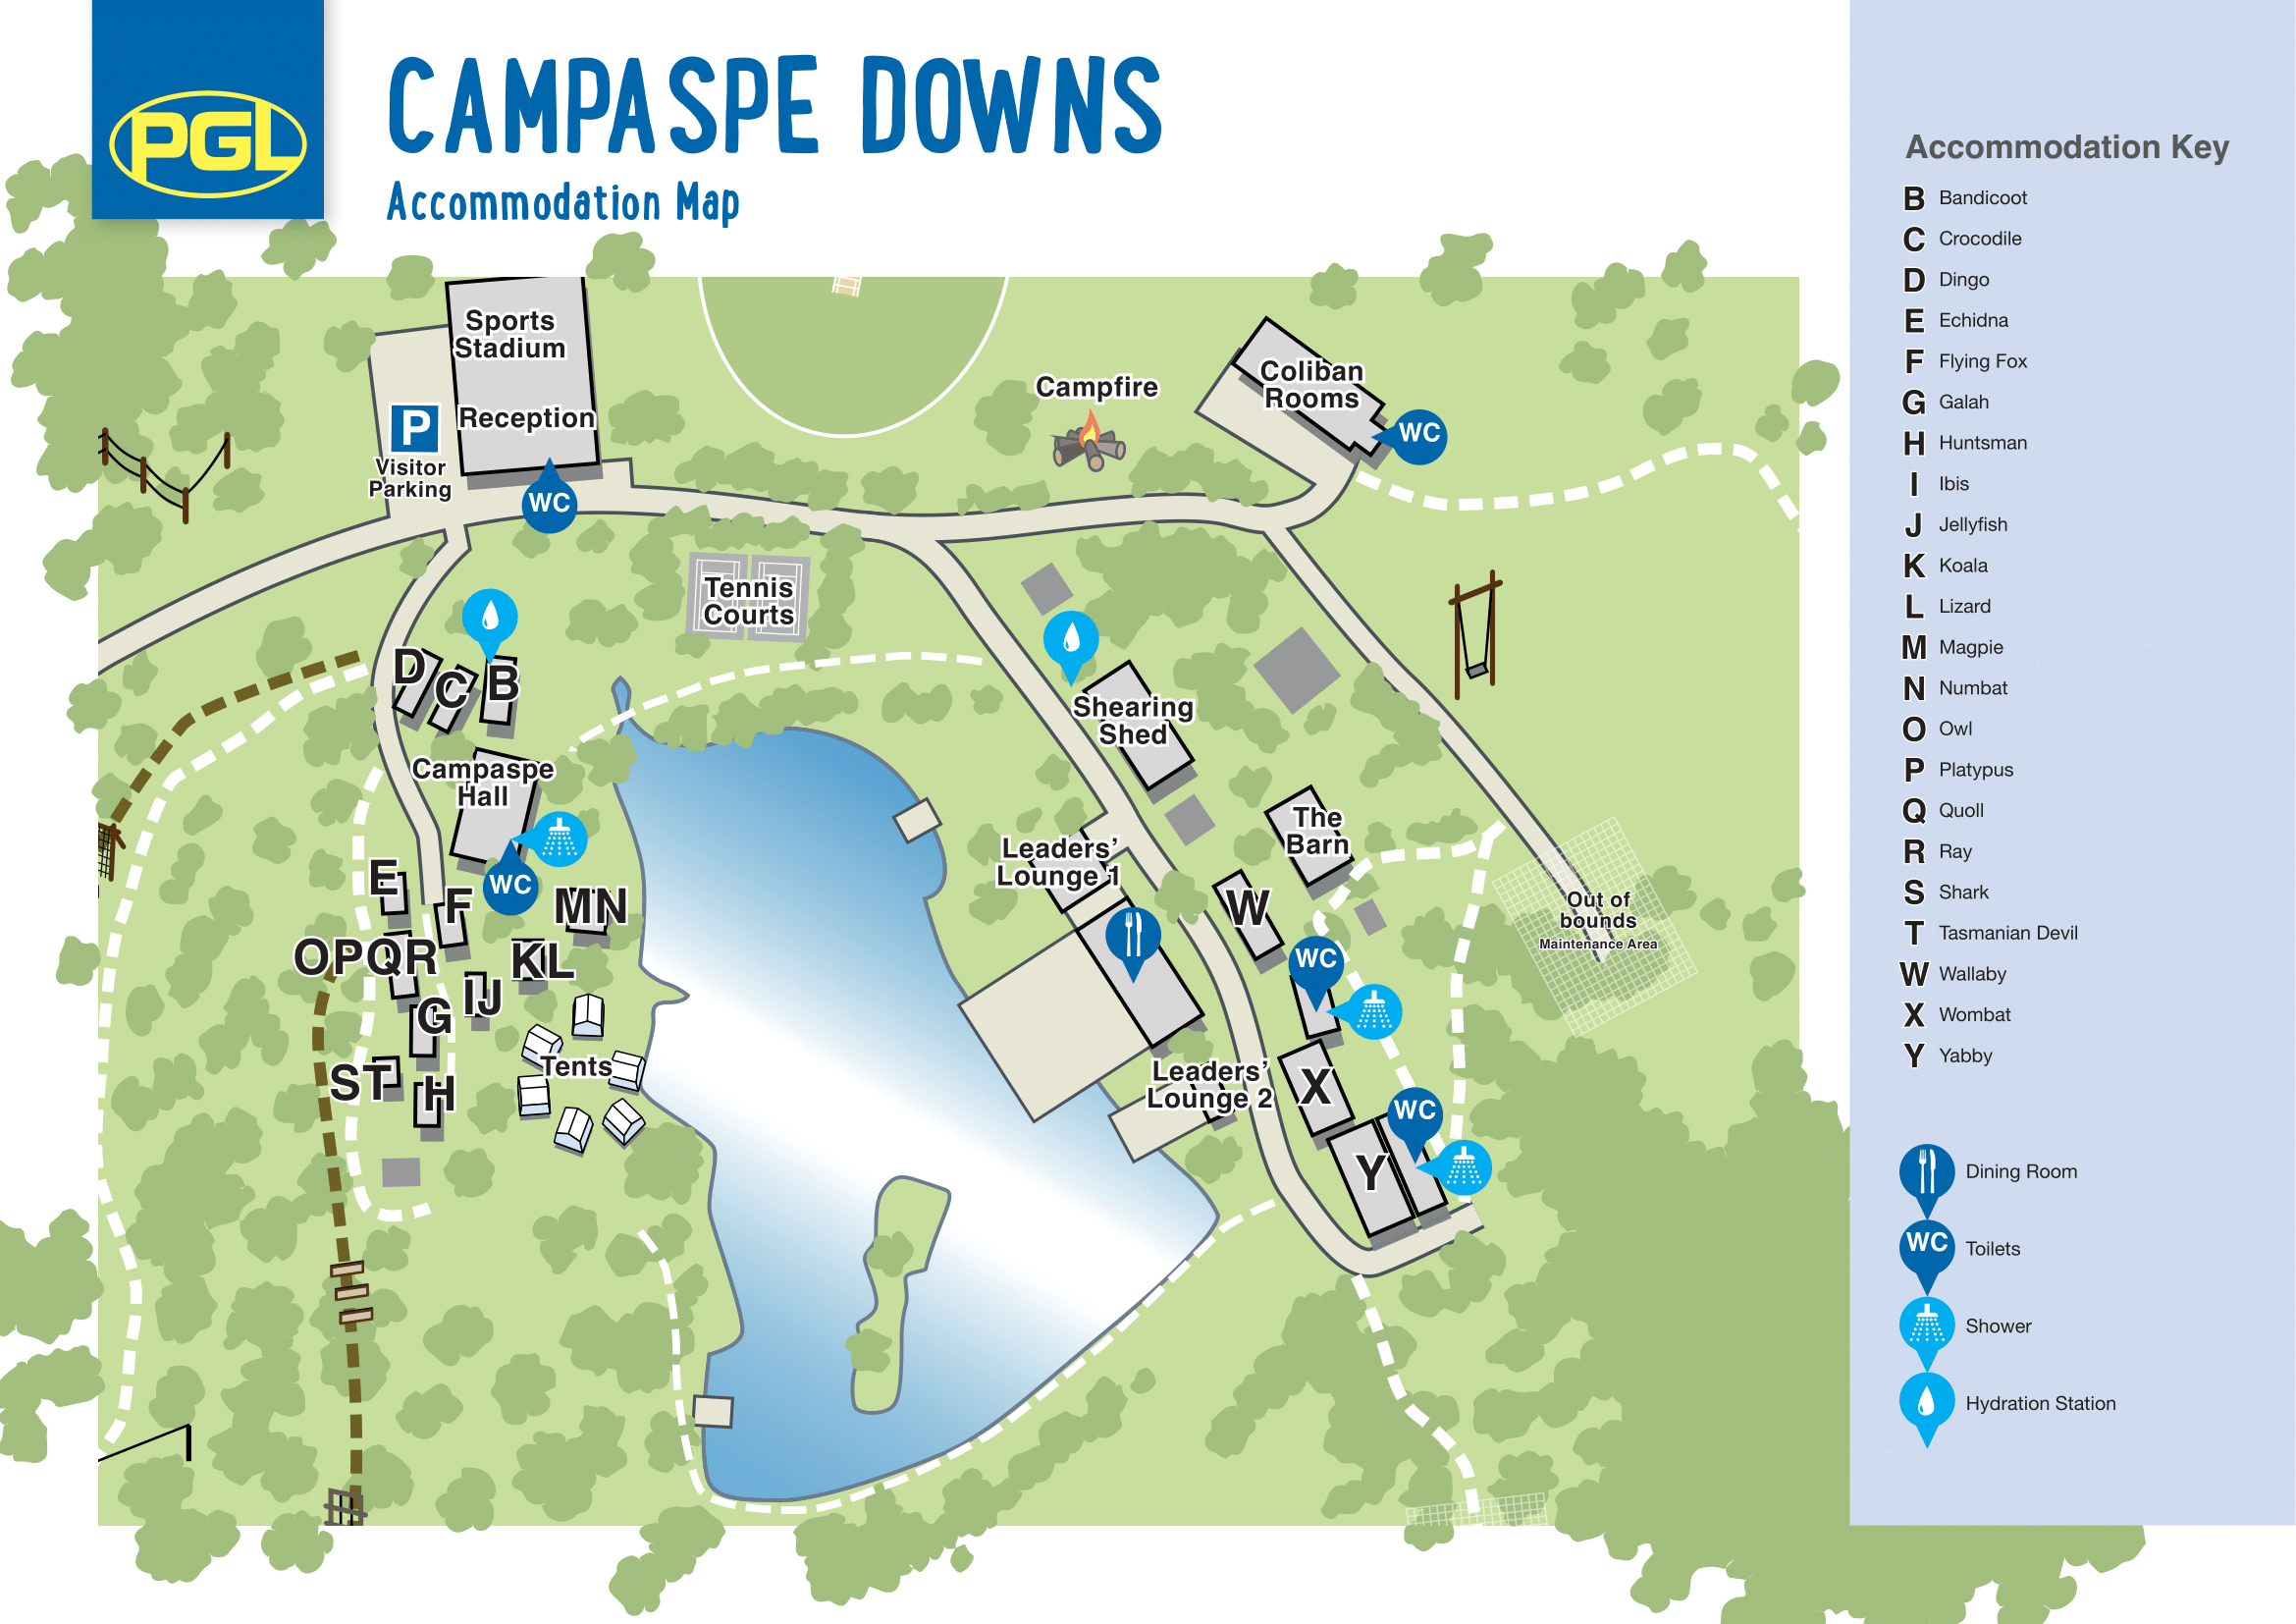 PGL
CAMPASPE DOWNS
Accommodation Map
Sports
Stadium
Reception
P
Visitor
Parking
WC
Campfire
Coliban
Rooms
WC
Tennis
Courts
D
C
B
Campaspe
Hall
WC
Shearing
Shed
The
Barn
Leaders'
Lounge 1
E
F
MN
OPQR
KL
IJ
G
ST
H
Tents
W
WC
Out of
bounds
Maintenance Area
Leaders'
Lounge 2
X
WC
Y
Accommodation Key
B Bandicoot
C Crocodile
D Dingo
E Echidna
F Flying Fox
G Galah
H Huntsman
I Ibis
J Jellyfish
K Koala
L Lizard
M Magpie
N Numbat
O Owl
P Platypus
Q Quoll
R Ray
S Shark
T Tasmanian Devil
W Wallaby
X Wombat
Y Yabby
Dining Room
WC Toilets
Shower
Hydration Station